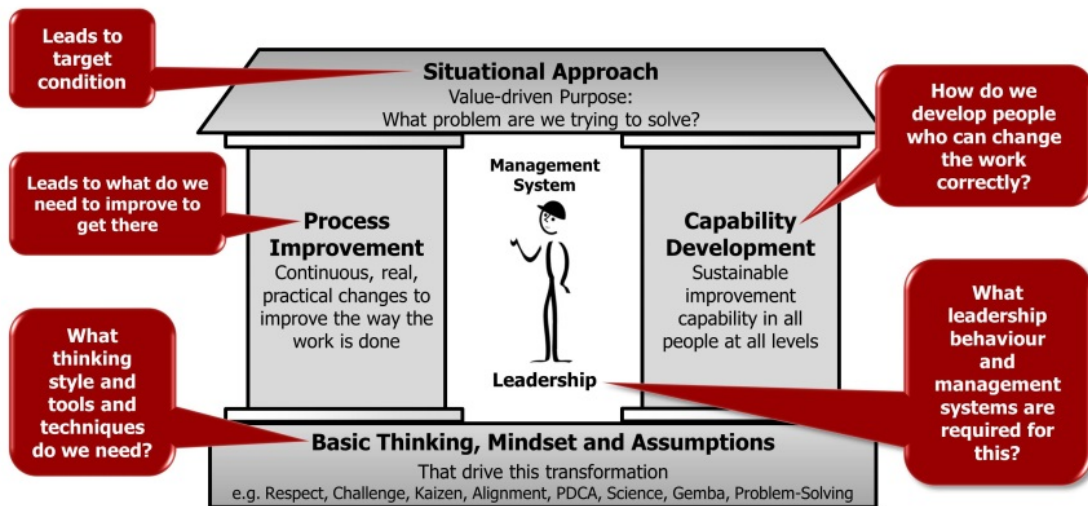 Leads to
target
condition
Situational Approach
Value-driven Purpose:
What problem are we trying to solve?
How do we
develop people
who can change
the work
correctly?
Leads to what do we
need to improve to
get there
Process
Improvement
Continuous, real,
practical changes to
improve the way the
work is done
Management
System
Leadership
Capability
Development
Sustainable
improvement
capability in all
people at all levels
What
thinking
style and
tools and
techniques
do we need?
What
leadership
behaviour
and
management
systems are
required for
this?
Basic Thinking, Mindset and Assumptions
That drive this transformation
e.g. Respect, Challenge, Kaizen, Alignment, PDCA, Science, Gemba, Problem-Solving